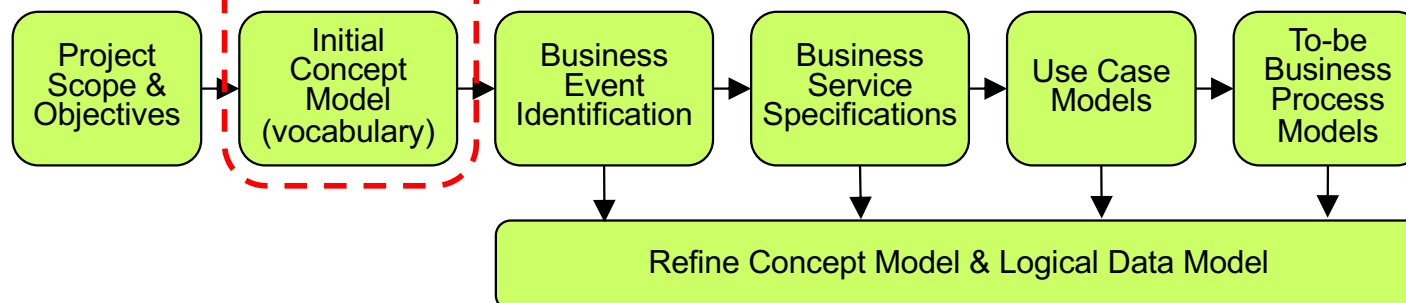 Project
Scope &
Objectives
Initial
Concept
Model
(vocabulary)
Business
Event
Identification
Business
Service
Specifications
Use Case
Models
To-be
Business
Process
Models
Refine Concept Model & Logical Data Model